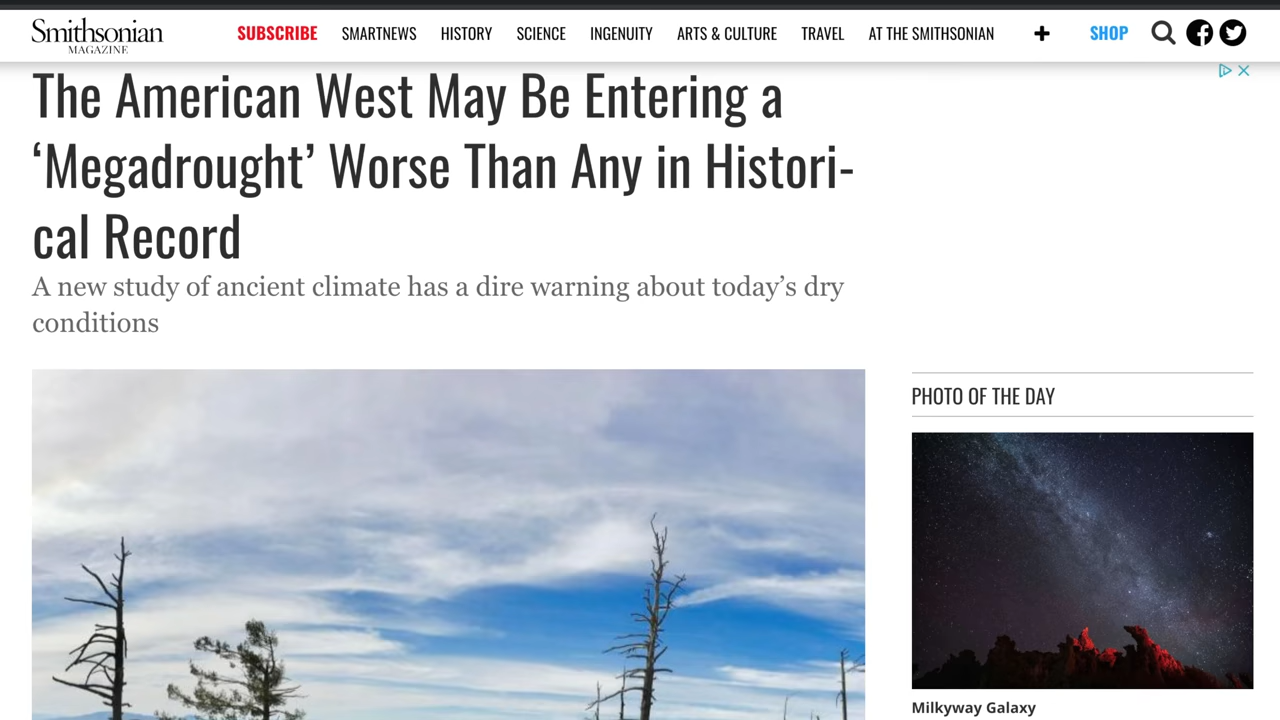 Smithsonian
MAGAZINE
SUBSCRIBE SMARTNEWS HISTORY SCIENCE INGENUITY ARTS & CULTURE TRAVEL AT THE SMITHSONIAN SHOP
The American West May Be Entering a
‘Megadrought’ Worse Than Any in Histori-
cal Record
A new study of ancient climate has a dire warning about today’s dry
conditions
PHOTO OF THE DAY
Milkyway Galaxy